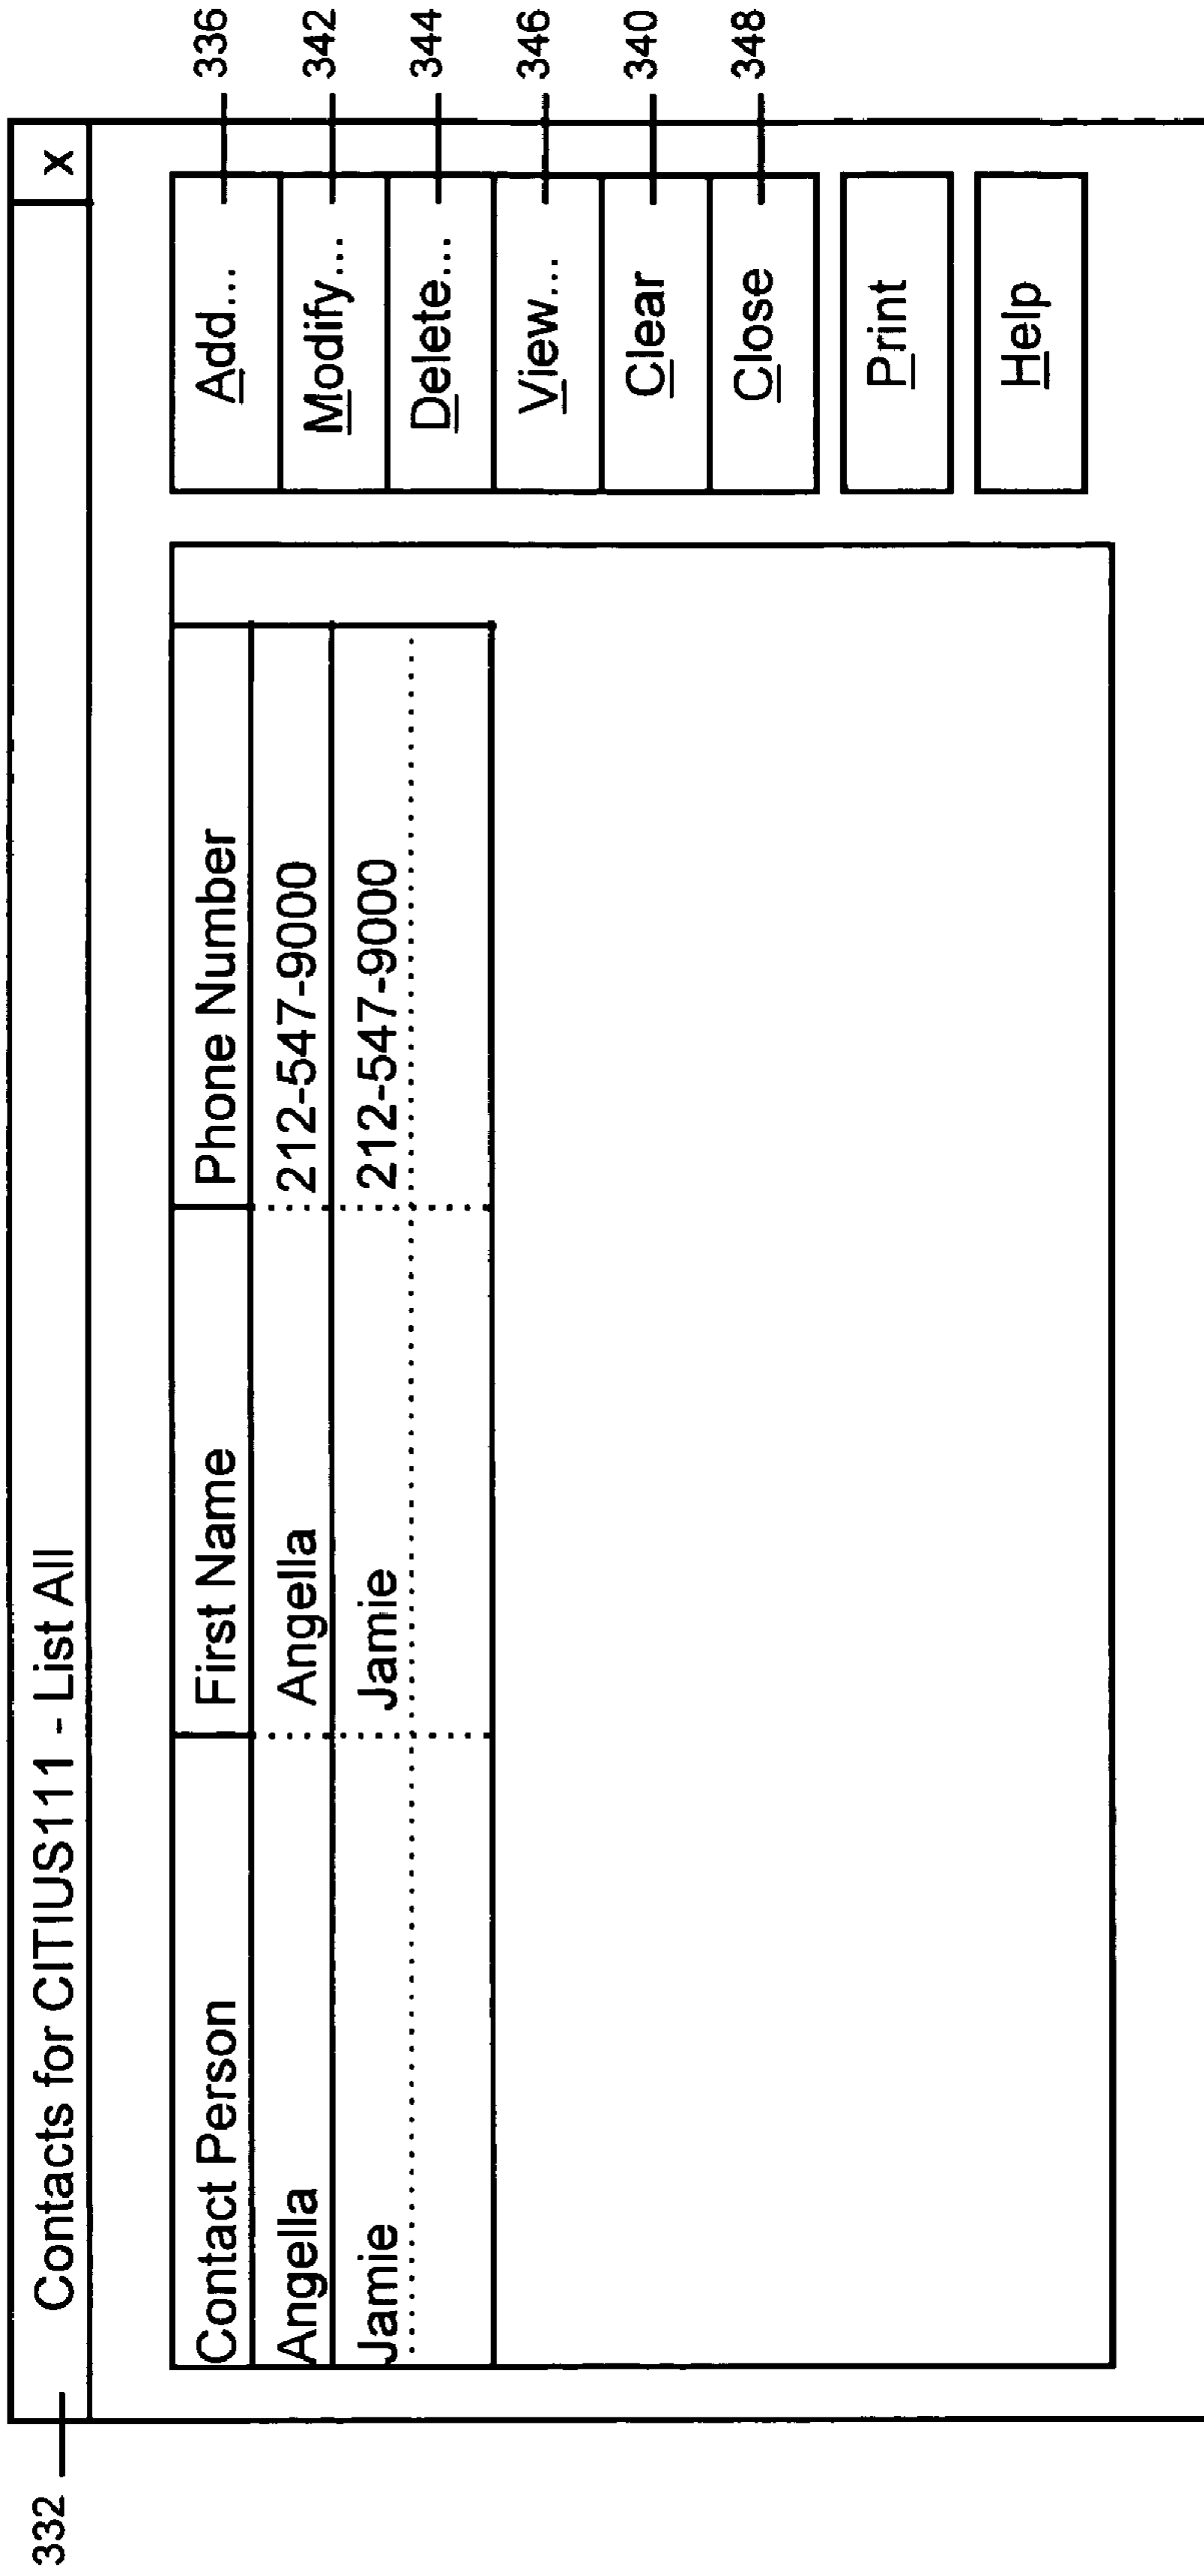 332
Contacts for CITIUS111 - List All
X
Contact Person First Name Phone Number
Angella Angella 212-547-9000
Jamie Jamie 212-547-9000
Add... 336
Modify... 342
Delete... 344
View... 346
Clear 340
Close 348
Print
Help